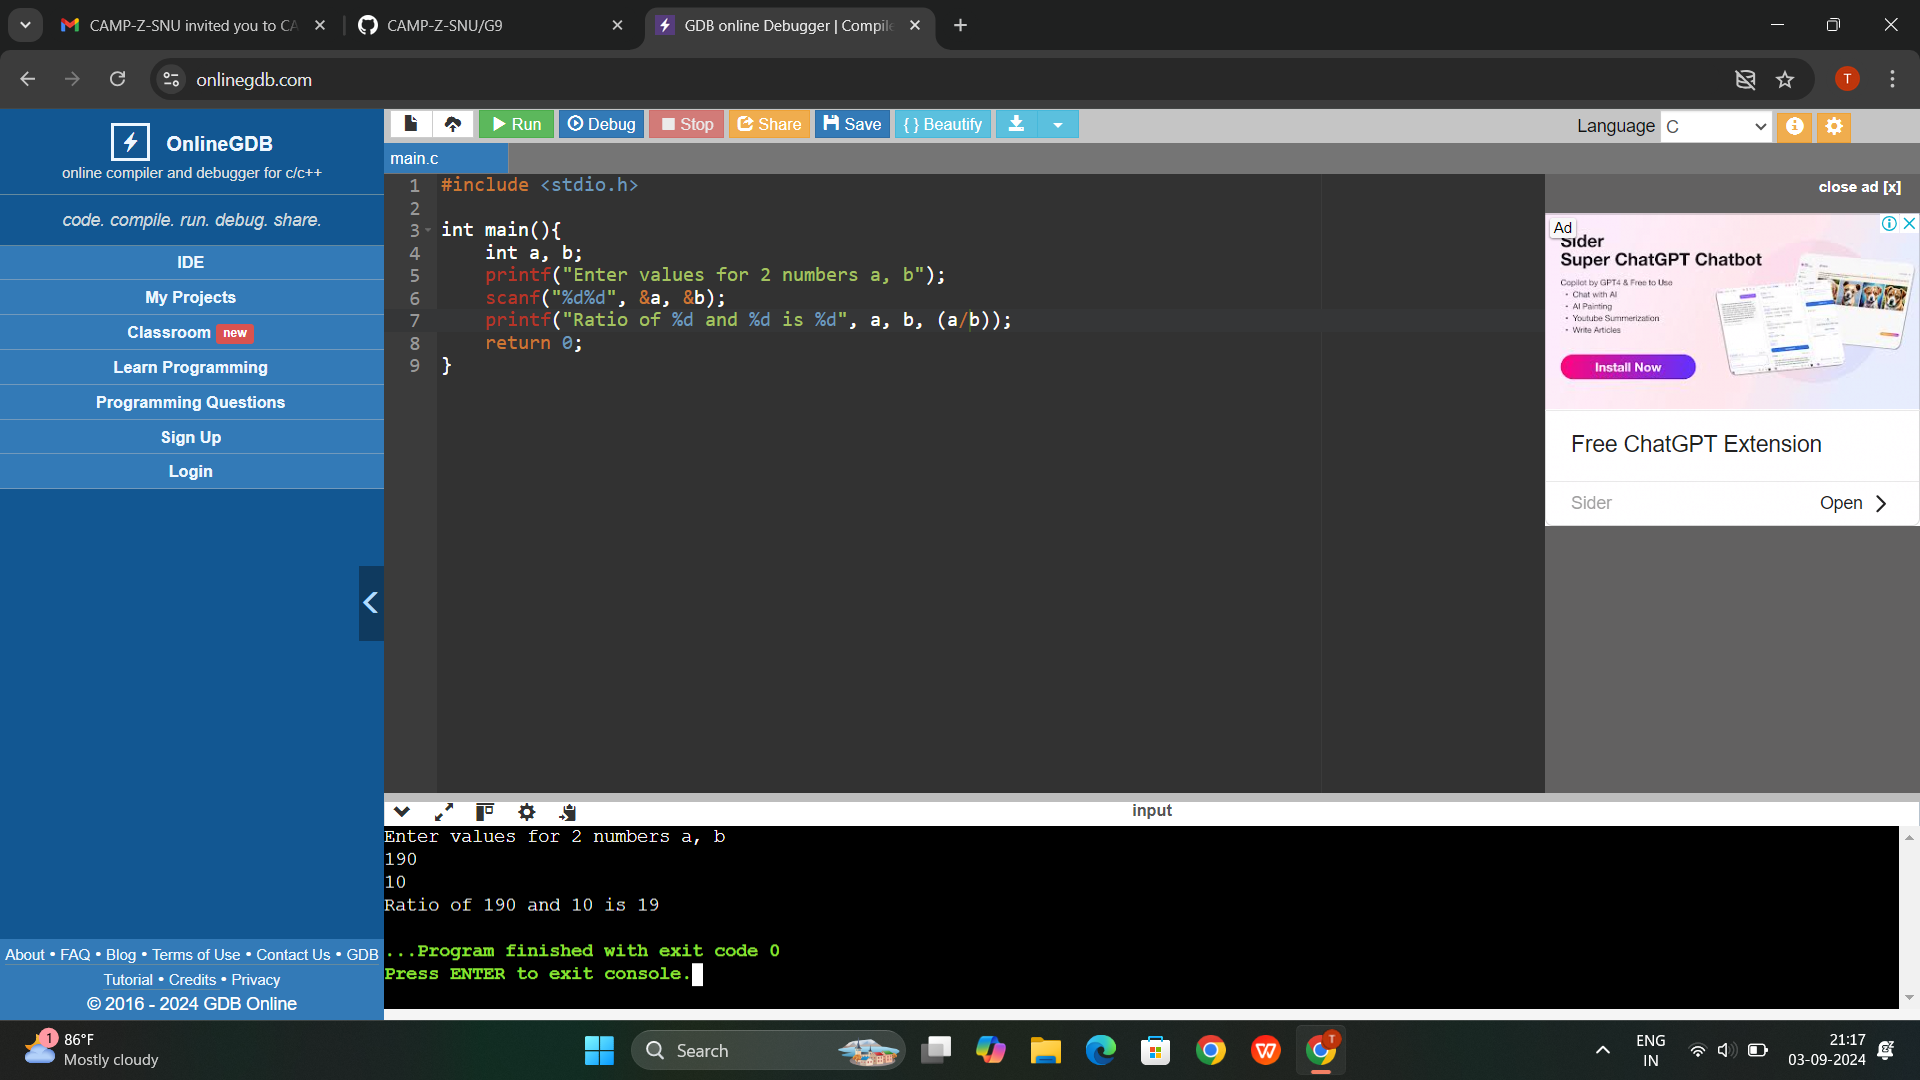 CAMP-Z-SNU invited you to CA
CAMP-Z-SNU/G9
GDB online Debugger | Compile
T
onlinegdb.com
OnlineGDB
online compiler and debugger for c/c++
code. compile. run. debug. share.
IDE
My Projects
Classroom new
Learn Programming
Programming Questions
Sign Up
Login
About • FAQ • Blog • Terms of Use • Contact Us • GDB
Tutorial • Credits • Privacy
© 2016 - 2024 GDB Online
Run Debug Stop Share Save { } Beautify
Language C
main.c
1 #include <stdio.h>
2
3 int main(){
4     int a, b;
5     printf("Enter values for 2 numbers a, b");
6     scanf("%d%d", &a, &b);
7     printf("Ratio of %d and %d is %d", a, b, (a/b));
8     return 0;
9 }
close ad [x]
Ad
Sider
Super ChatGPT Chatbot
Copilot by GPT4 & Free to Use
• Chat with AI
• AI Painting
• Youtube Summerization
• Write Articles
Install Now
Free ChatGPT Extension
Sider Open
input
Enter values for 2 numbers a, b
190
10
Ratio of 190 and 10 is 19
...Program finished with exit code 0
Press ENTER to exit console.
1
86°F
Mostly cloudy
Search
W
T
ENG
IN
21:17
03-09-2024